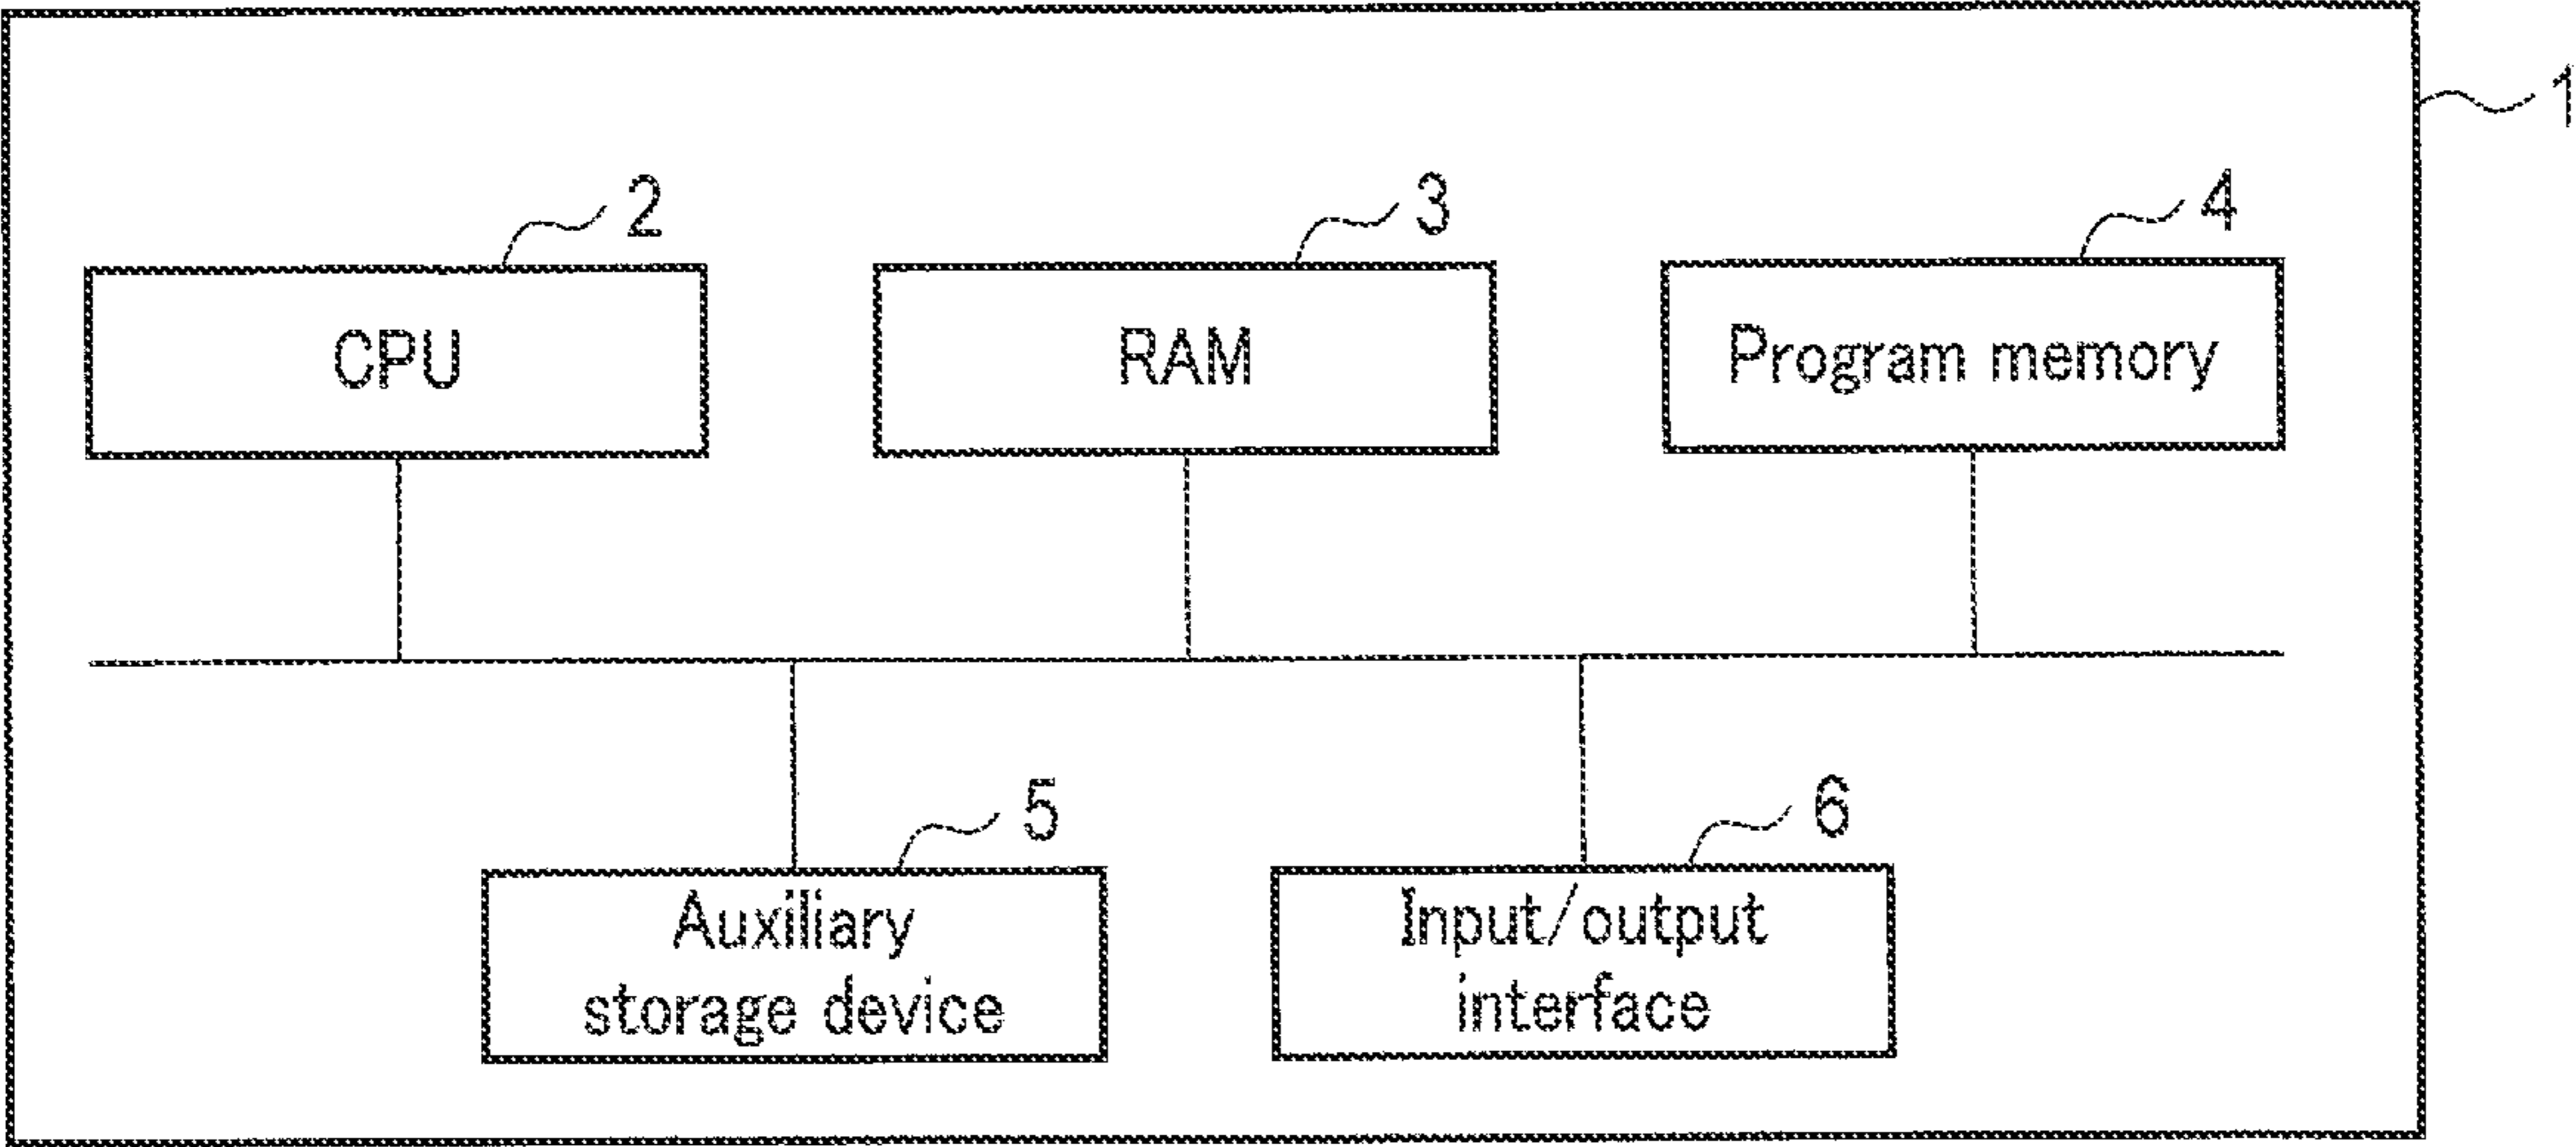 1
2
3
4
CPU
RAM
Program memory
5
6
Auxiliary
storage device
Input/output
interface